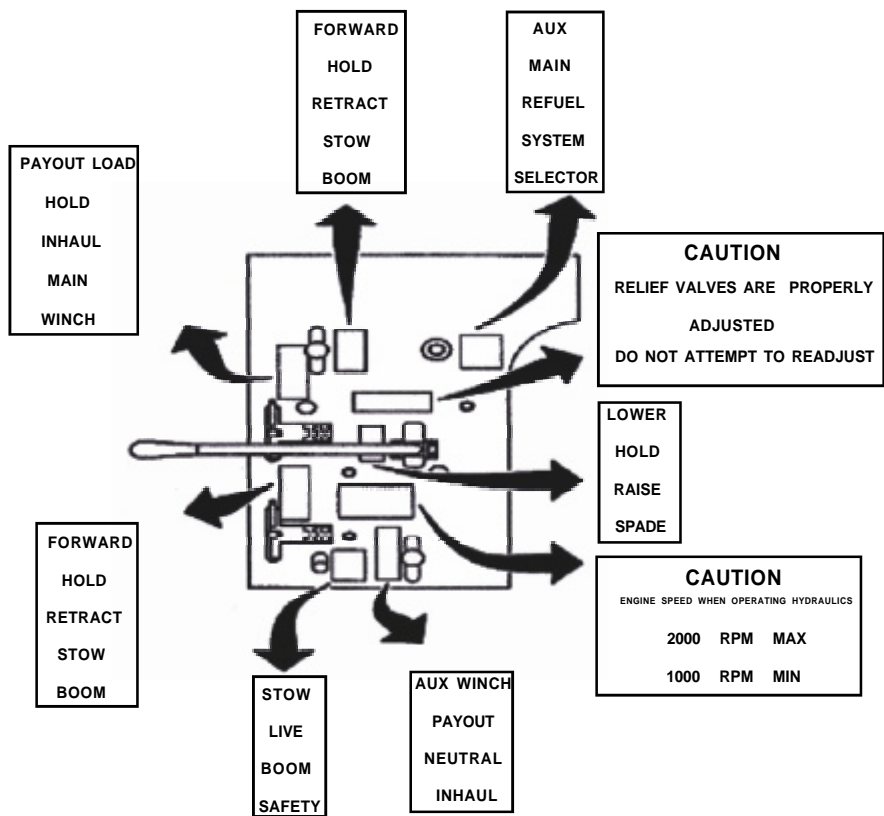 FORWARD
HOLD
RETRACT
STOW
BOOM
AUX
MAIN
REFUEL
SYSTEM
SELECTOR
PAYOUT LOAD
HOLD
INHAUL
MAIN
WINCH
CAUTION
RELIEF VALVES ARE PROPERLY
ADJUSTED
DO NOT ATTEMPT TO READJUST
LOWER
HOLD
RAISE
SPADE
FORWARD
HOLD
RETRACT
STOW
BOOM
CAUTION
ENGINE SPEED WHEN OPERATING HYDRAULICS
2000 RPM MAX
1000 RPM MIN
STOW
LIVE
BOOM
SAFETY
AUX WINCH
PAYOUT
NEUTRAL
INHAUL